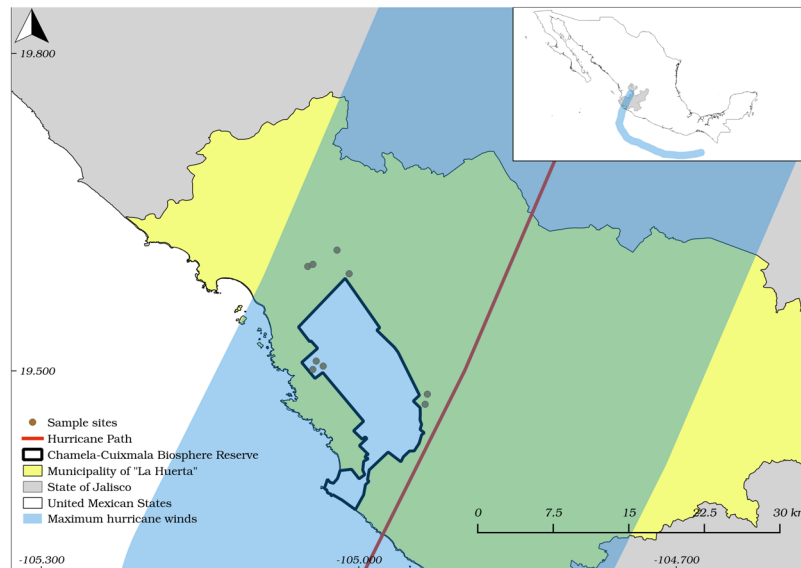 19.800
19.500
Sample sites
Hurricane Path
Chamela-Cuixmala Biosphere Reserve
Municipality of "La Huerta"
State of Jalisco
United Mexican States
Maximum hurricane winds
0 7.5 15 22.5 30 km
-105.300 -105.000 -104.700